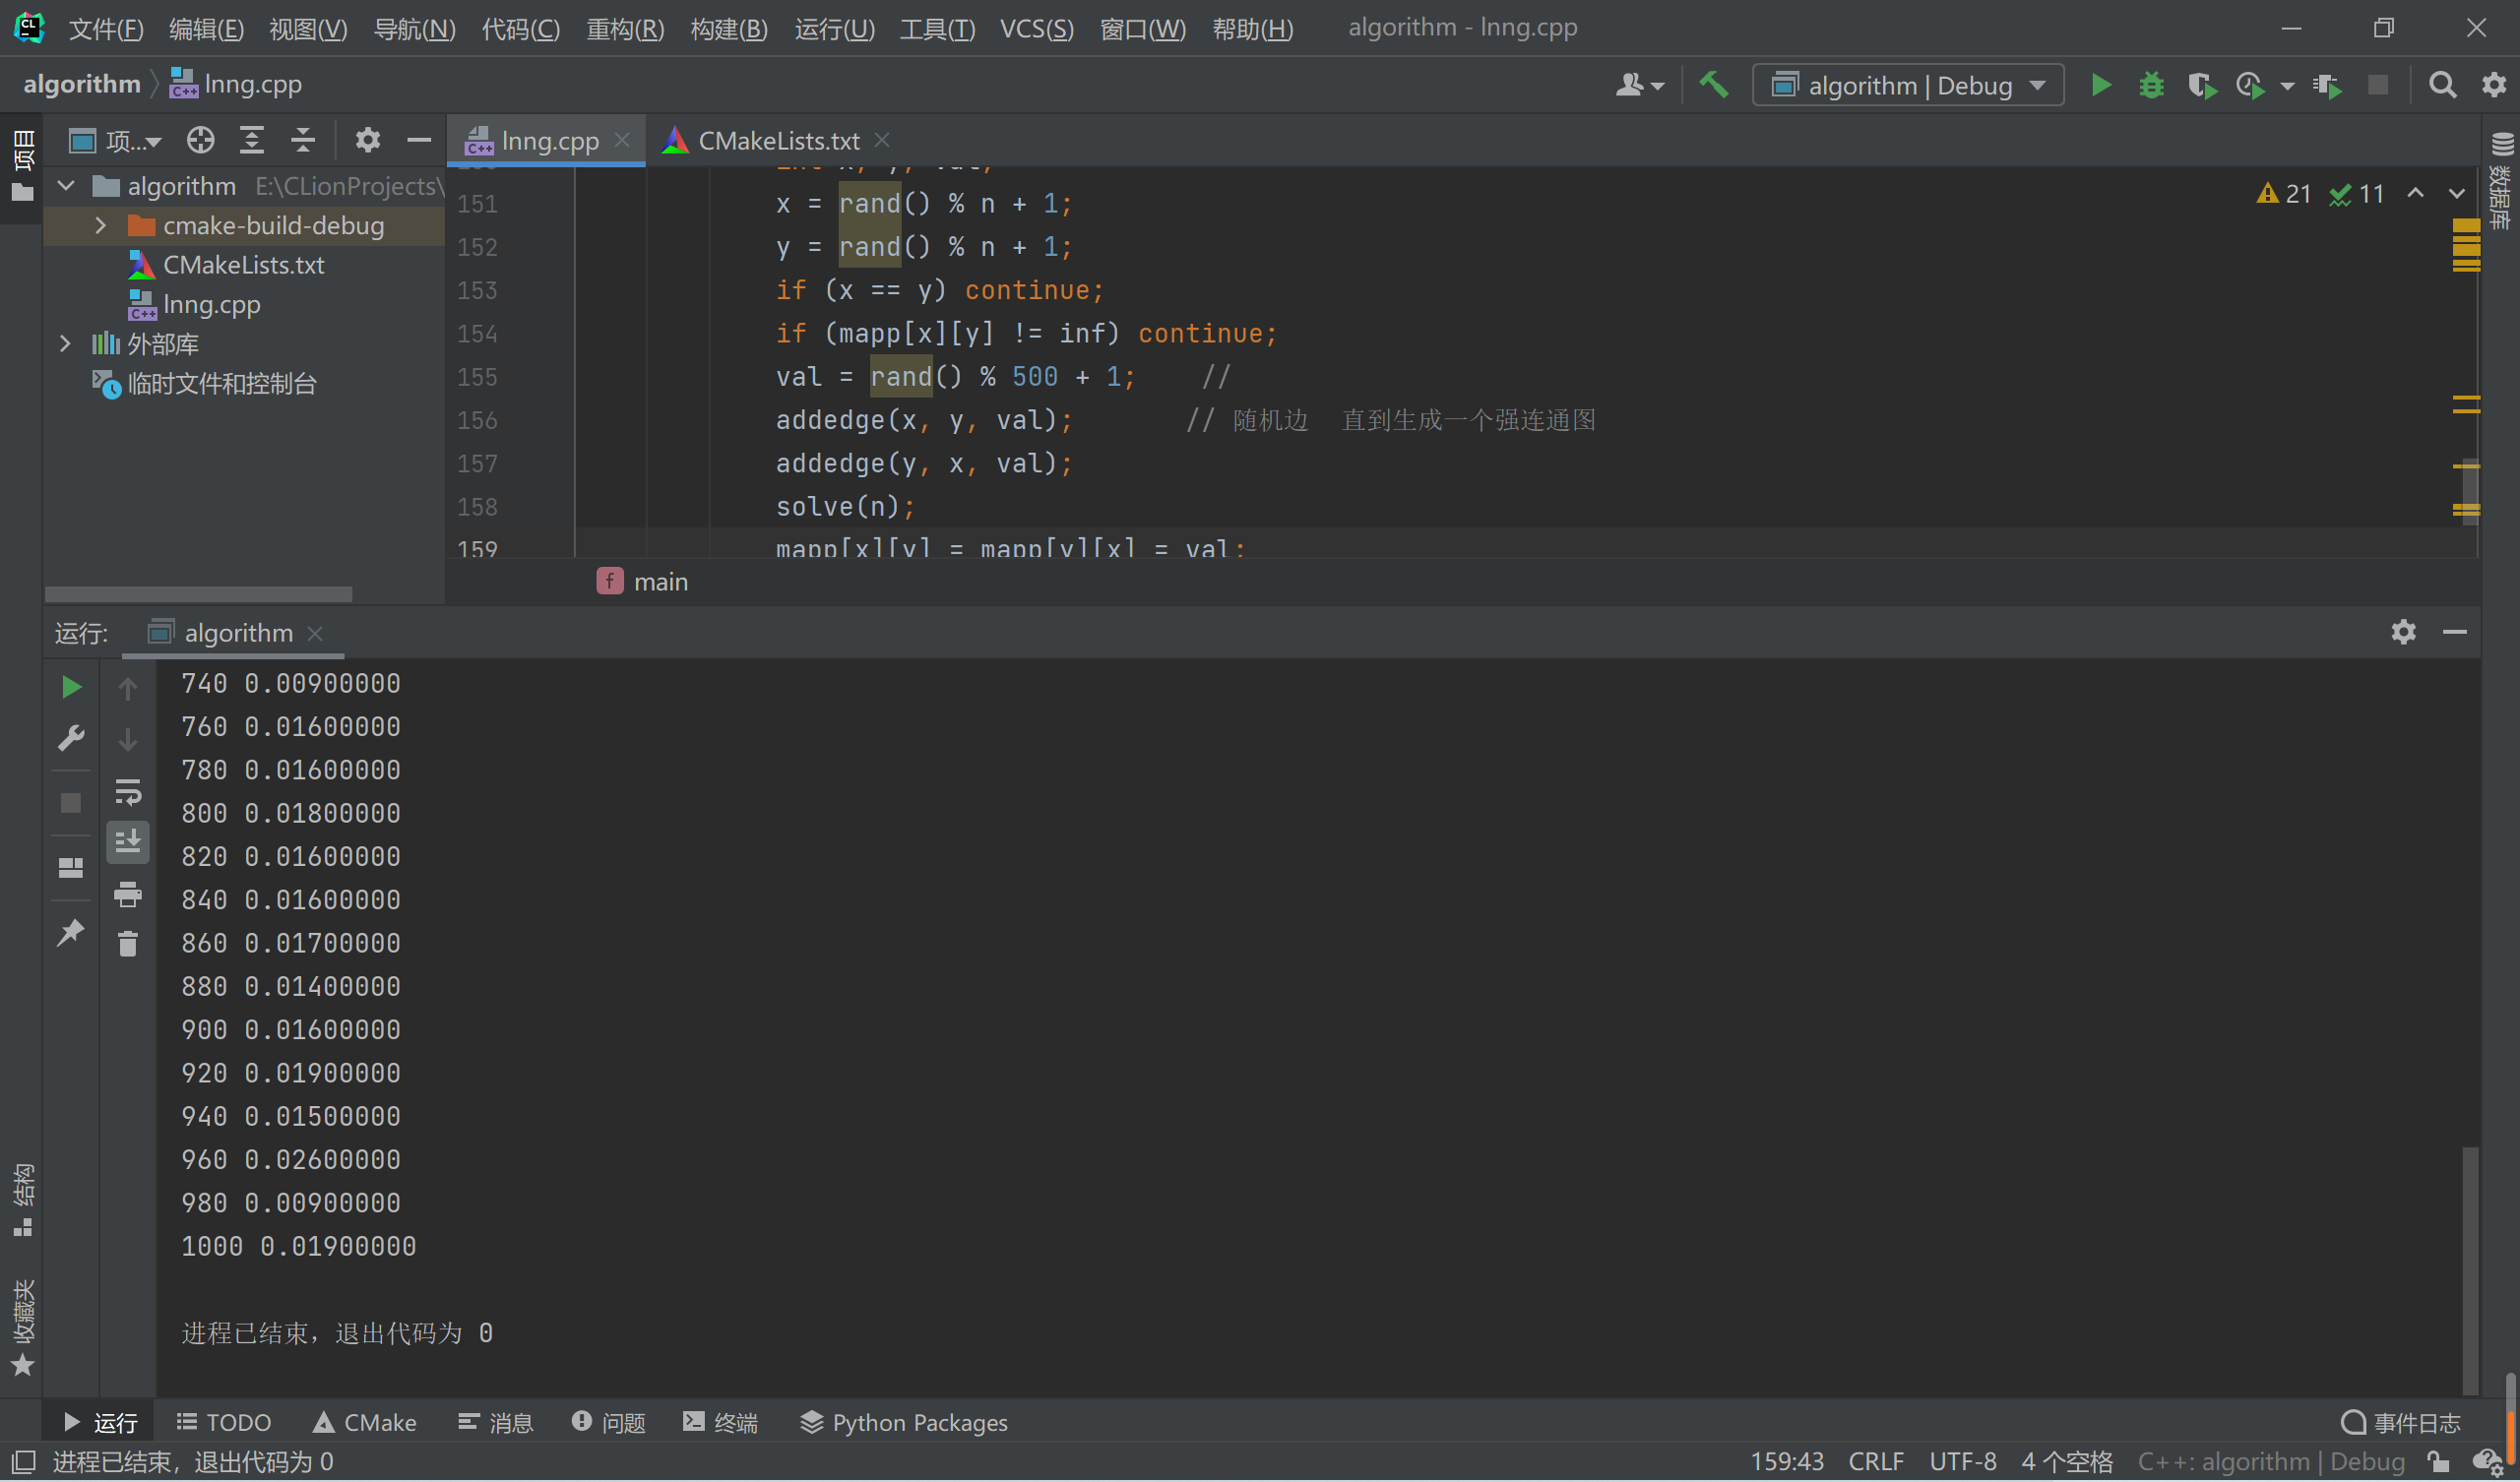 文件(F) 编辑(E) 视图(V) 导航(N) 代码(C) 重构(R) 构建(B) 运行(U) 工具(T) VCS(S) 窗口(W) 帮助(H) algorithm - lnng.cpp
algorithm lnng.cpp algorithm | Debug
项目
项... lnng.cpp CMakeLists.txt
algorithm E:\CLionProjects\
cmake-build-debug
CMakeLists.txt
lnng.cpp
外部库
临时文件和控制台
21 11
数据库
151 x = rand() % n + 1;
152 y = rand() % n + 1;
153 if (x == y) continue;
154 if (mapp[x][y] != inf) continue;
155 val = rand() % 500 + 1; //
156 addedge(x, y, val); // 随机边 直到生成一个强连通图
157 addedge(y, x, val);
158 solve(n);
159 mapp[x][y] = mapp[y][x] = val;
f main
运行: algorithm
740 0.00900000
760 0.01600000
780 0.01600000
800 0.01800000
820 0.01600000
840 0.01600000
860 0.01700000
880 0.01400000
900 0.01600000
920 0.01900000
940 0.01500000
960 0.02600000
980 0.00900000
1000 0.01900000
进程已结束，退出代码为 0
结构
收藏夹
运行 TODO CMake 消息 问题 终端 Python Packages 事件日志
进程已结束，退出代码为 0 159:43 CRLF UTF-8 4 个空格 C++: algorithm | Debug